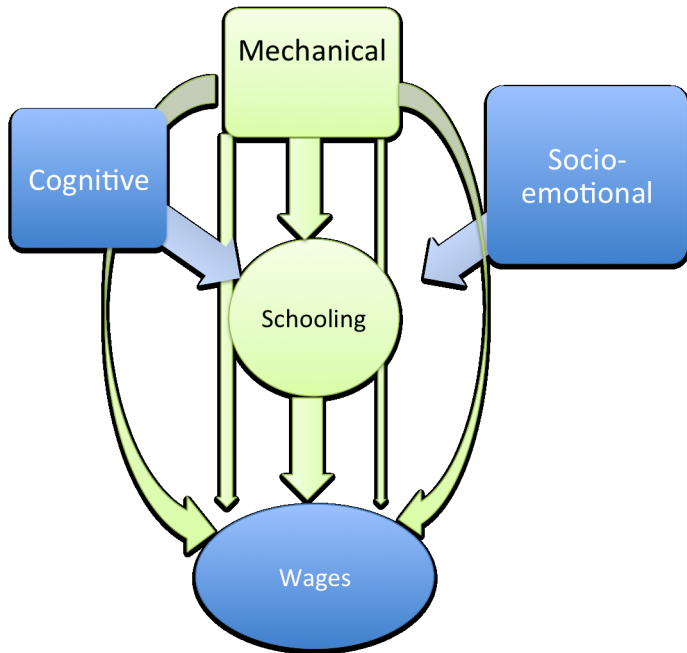 Mechanical
Cognitive
Socio-
emotional
Schooling
Wages